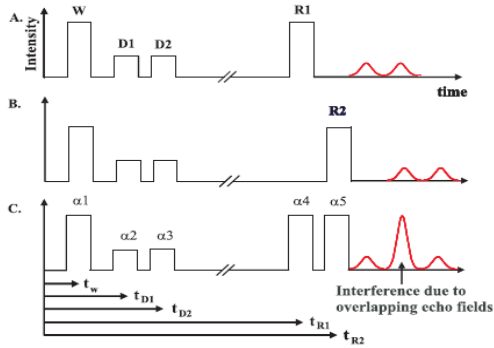 A.
Intensity
W
D1
D2
R1
time
B.
R2
C.
α1
α2
α3
α4
α5
t_w
t_D1
t_D2
t_R1
t_R2
Interference due to
overlapping echo fields